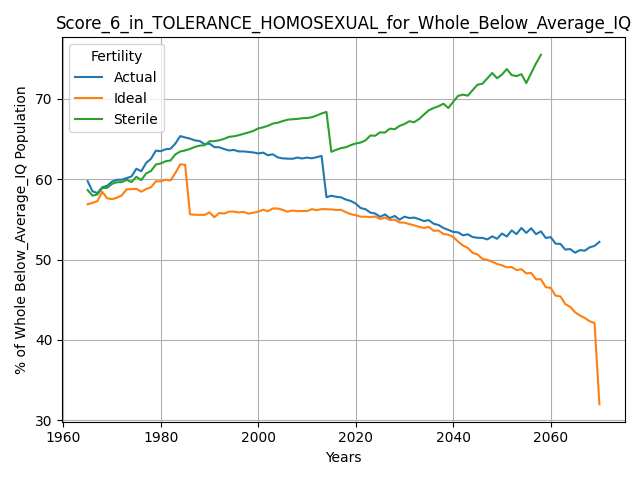 Score_6_in_TOLERANCE_HOMOSEXUAL_for_Whole_Below_Average_IQ
Fertility
Actual
Ideal
Sterile
% of Whole Below_Average_IQ Population
70
60
50
40
30
1960
1980
2000
2020
2040
2060
Years